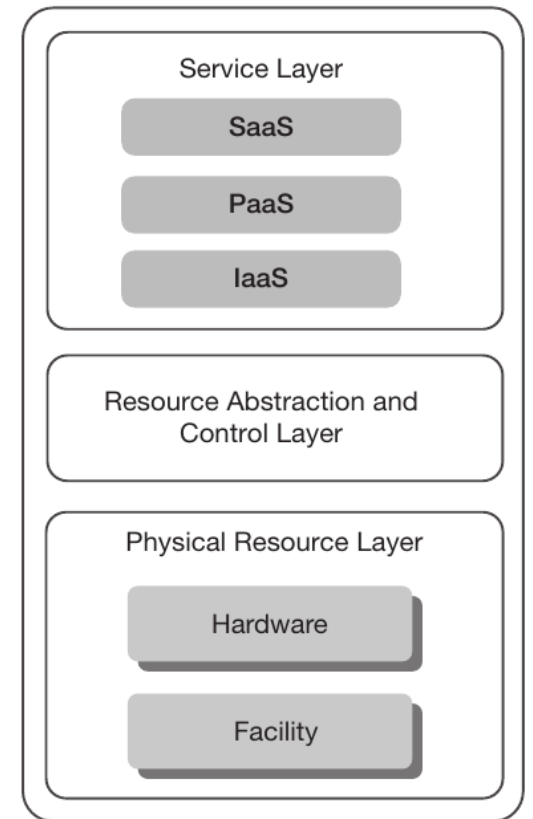 Service Layer
SaaS
PaaS
IaaS
Resource Abstraction and
Control Layer
Physical Resource Layer
Hardware
Facility